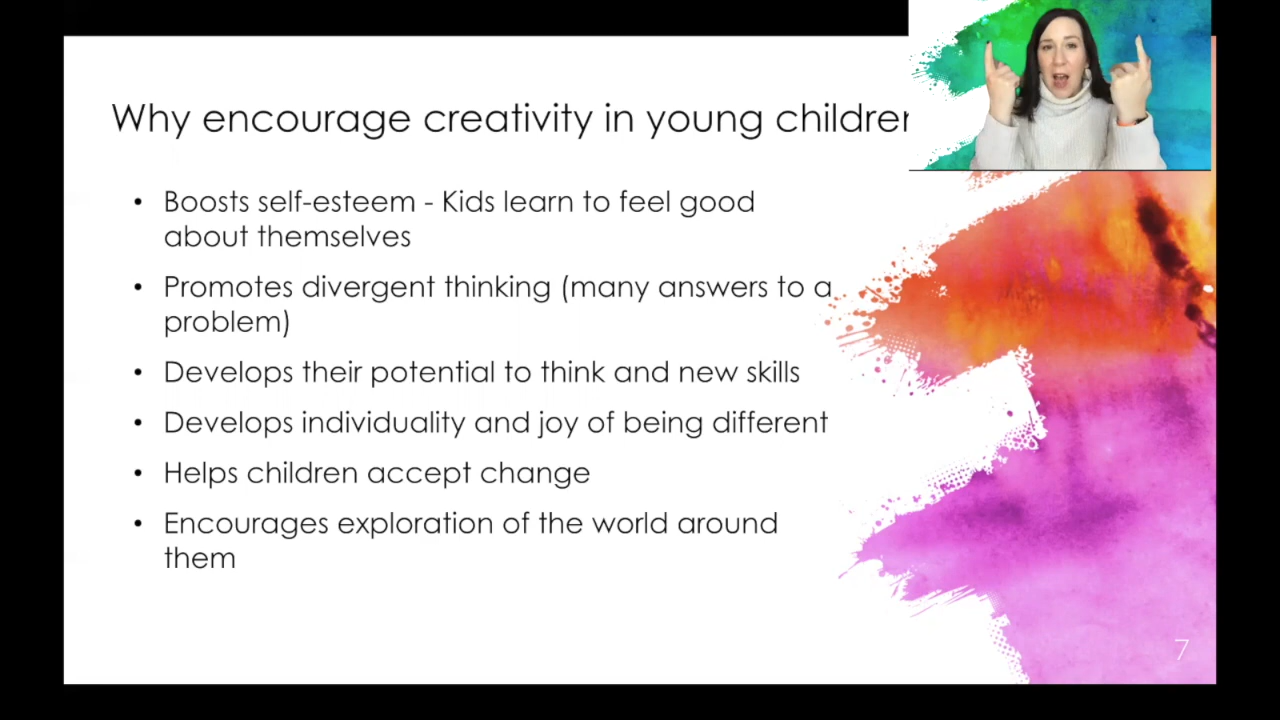 Why encourage creativity in young children
• Boosts self-esteem - Kids learn to feel good
about themselves
• Promotes divergent thinking (many answers to a
problem)
• Develops their potential to think and new skills
• Develops individuality and joy of being different
• Helps children accept change
• Encourages exploration of the world around
them
7